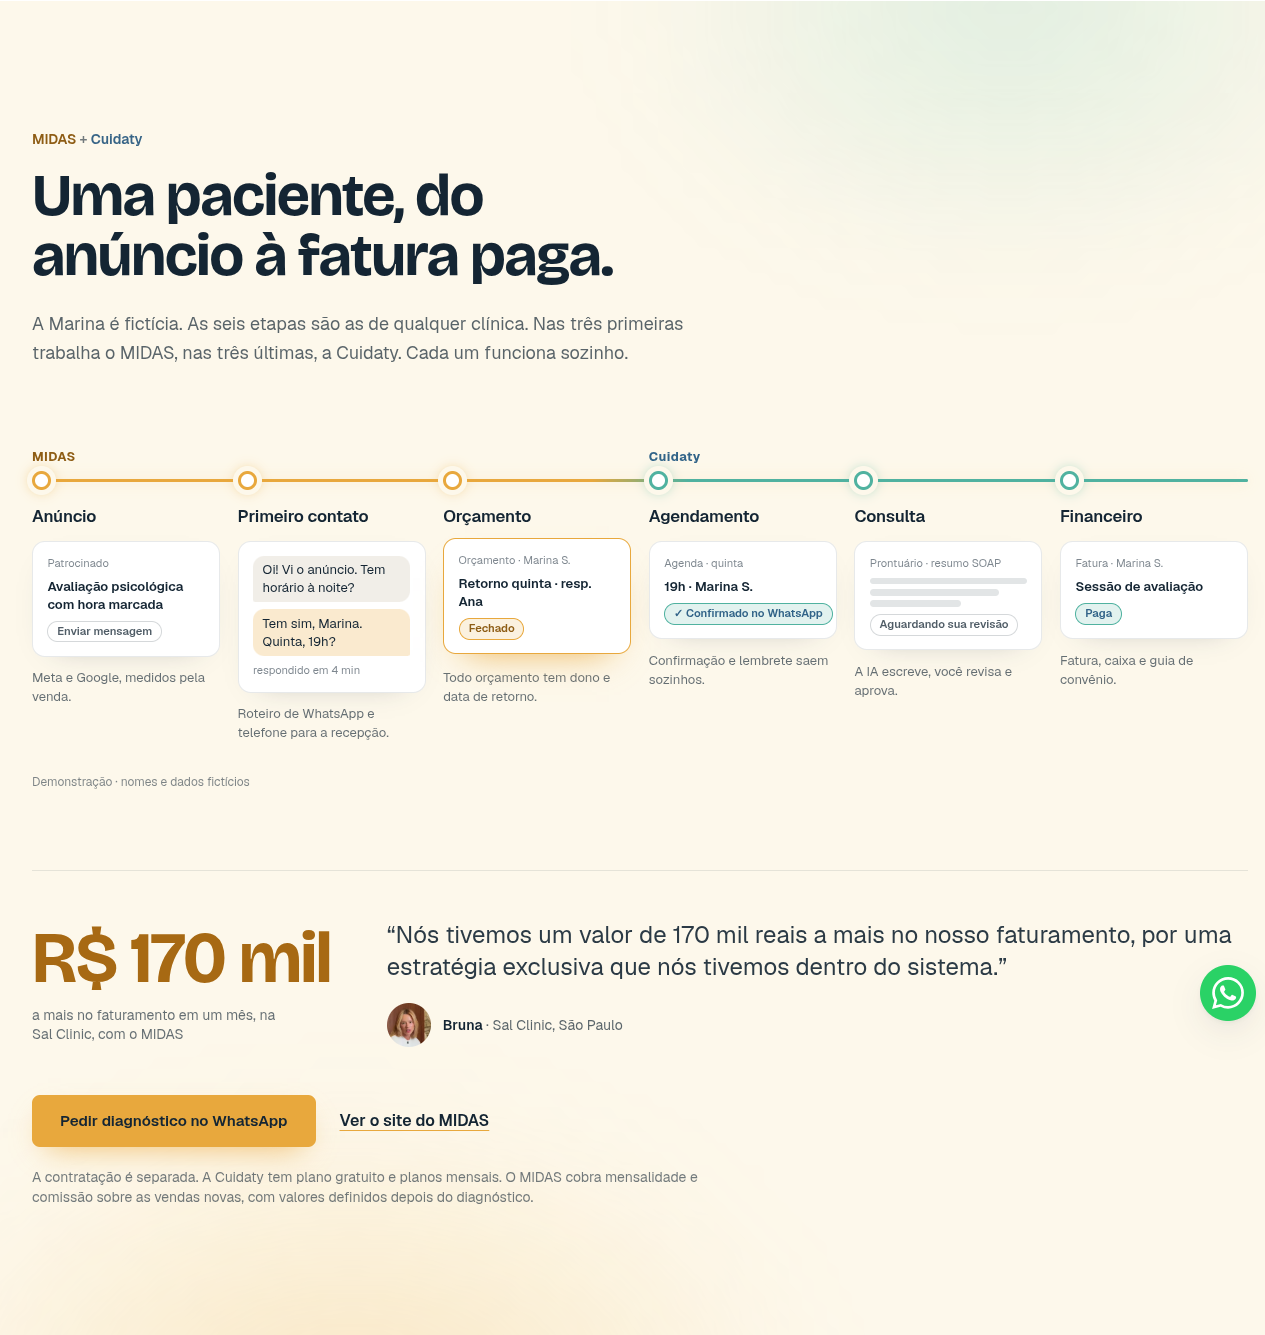 MIDAS + Cuidaty
Uma paciente, do
anúncio à fatura paga.
A Marina é fictícia. As seis etapas são as de qualquer clínica. Nas três primeiras
trabalha o MIDAS, nas três últimas, a Cuidaty. Cada um funciona sozinho.
MIDAS
Cuidaty
Anúncio
Patrocinado
Avaliação psicológica
com hora marcada
Enviar mensagem
Meta e Google, medidos pela
venda.
Primeiro contato
Oi! Vi o anúncio. Tem
horário à noite?
Tem sim, Marina.
Quinta, 19h?
respondido em 4 min
Roteiro de WhatsApp e
telefone para a recepção.
Orçamento
Orçamento · Marina S.
Retorno quinta · resp.
Ana
Fechado
Todo orçamento tem dono e
data de retorno.
Agendamento
Agenda · quinta
19h · Marina S.
✓ Confirmado no WhatsApp
Confirmação e lembrete saem
sozinhos.
Consulta
Prontuário · resumo SOAP
Aguardando sua revisão
A IA escreve, você revisa e
aprova.
Financeiro
Fatura · Marina S.
Sessão de avaliação
Paga
Fatura, caixa e guia de
convênio.
Demonstração · nomes e dados fictícios
R$ 170 mil
a mais no faturamento em um mês, na
Sal Clinic, com o MIDAS
“Nós tivemos um valor de 170 mil reais a mais no nosso faturamento, por uma
estratégia exclusiva que nós tivemos dentro do sistema.”
Bruna · Sal Clinic, São Paulo
Pedir diagnóstico no WhatsApp
Ver o site do MIDAS
A contratação é separada. A Cuidaty tem plano gratuito e planos mensais. O MIDAS cobra mensalidade e
comissão sobre as vendas novas, com valores definidos depois do diagnóstico.